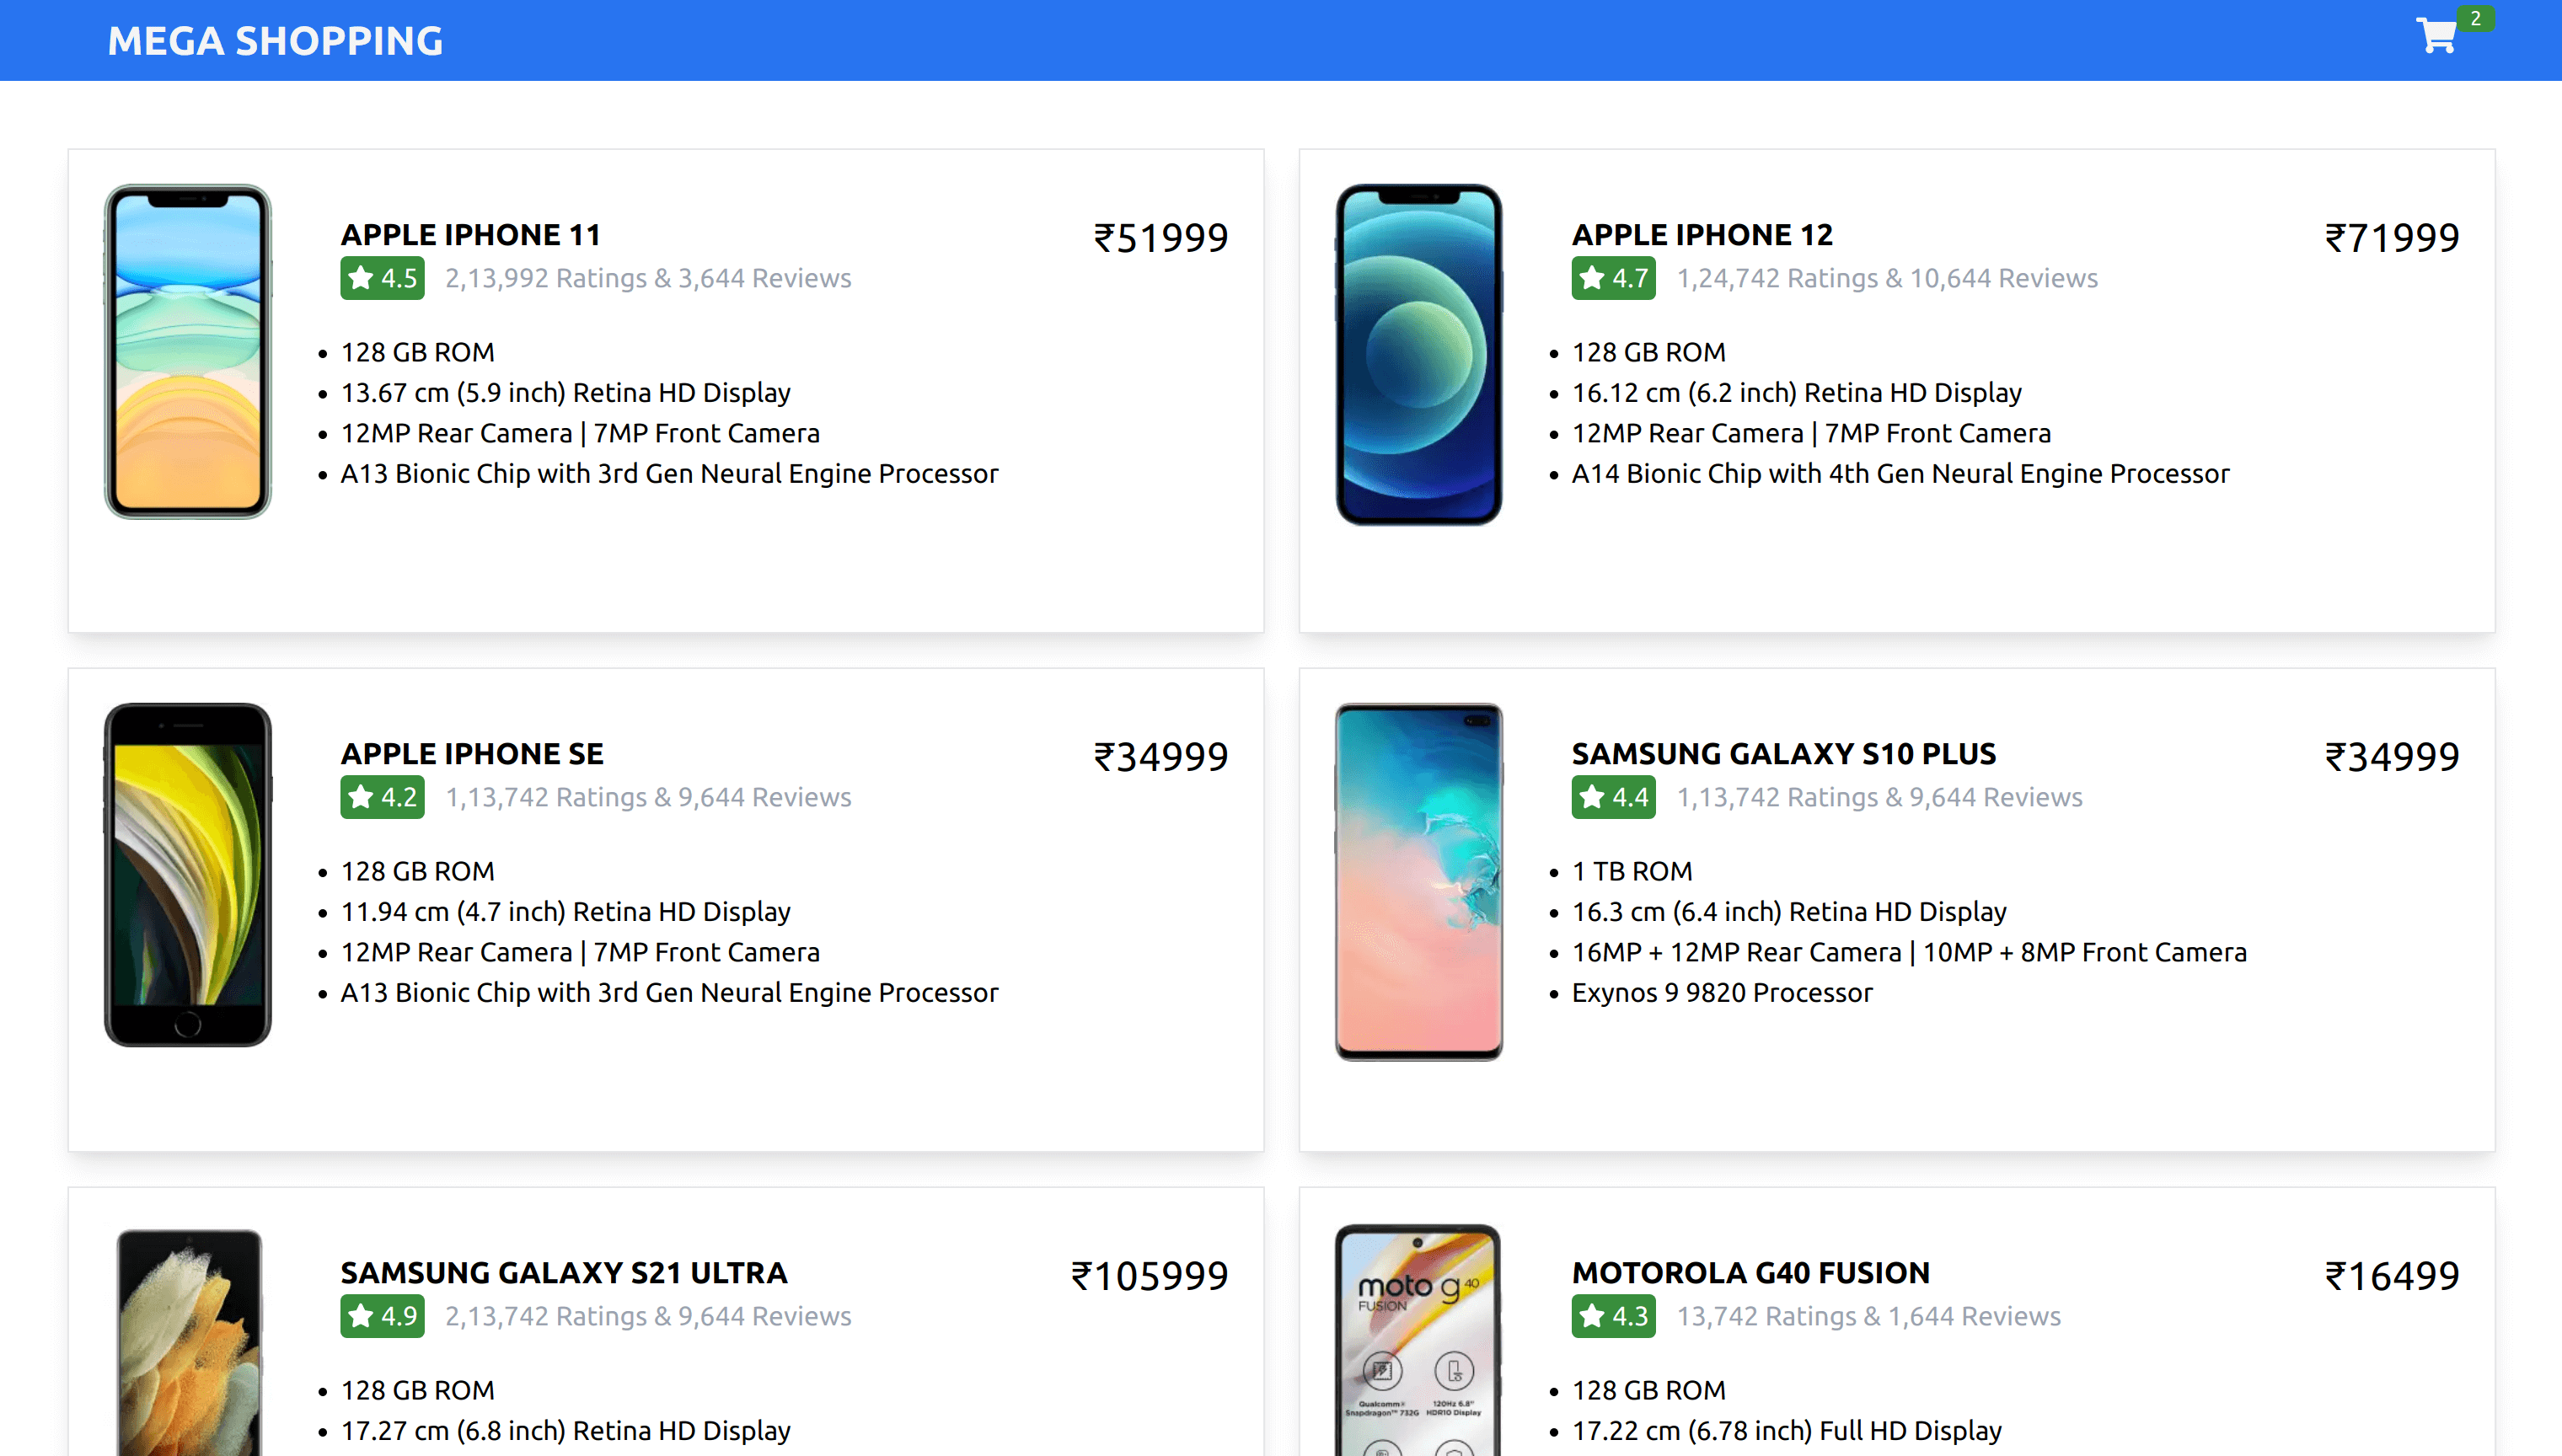 MEGA SHOPPING
2
APPLE IPHONE 11
₹51999
4.5 2,13,992 Ratings & 3,644 Reviews
128 GB ROM
13.67 cm (5.9 inch) Retina HD Display
12MP Rear Camera | 7MP Front Camera
A13 Bionic Chip with 3rd Gen Neural Engine Processor
APPLE IPHONE 12
₹71999
4.7 1,24,742 Ratings & 10,644 Reviews
128 GB ROM
16.12 cm (6.2 inch) Retina HD Display
12MP Rear Camera | 7MP Front Camera
A14 Bionic Chip with 4th Gen Neural Engine Processor
APPLE IPHONE SE
₹34999
4.2 1,13,742 Ratings & 9,644 Reviews
128 GB ROM
11.94 cm (4.7 inch) Retina HD Display
12MP Rear Camera | 7MP Front Camera
A13 Bionic Chip with 3rd Gen Neural Engine Processor
SAMSUNG GALAXY S10 PLUS
₹34999
4.4 1,13,742 Ratings & 9,644 Reviews
1 TB ROM
16.3 cm (6.4 inch) Retina HD Display
16MP + 12MP Rear Camera | 10MP + 8MP Front Camera
Exynos 9 9820 Processor
SAMSUNG GALAXY S21 ULTRA
₹105999
4.9 2,13,742 Ratings & 9,644 Reviews
128 GB ROM
17.27 cm (6.8 inch) Retina HD Display
moto g 40
FUSION
Qualcomm® Snapdragon™ 732G
120Hz 6.8" HDR10 Display
MOTOROLA G40 FUSION
₹16499
4.3 13,742 Ratings & 1,644 Reviews
128 GB ROM
17.22 cm (6.78 inch) Full HD Display